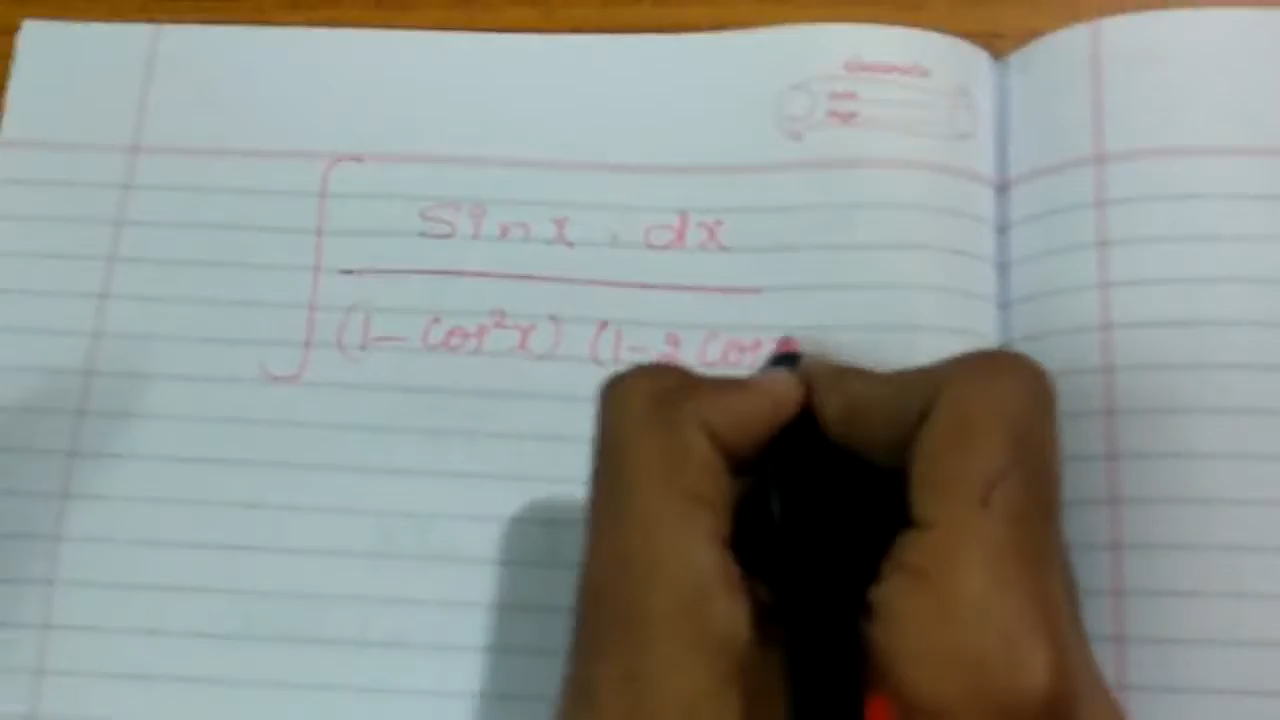 ∫ Sinx . dx
(1 - Cos²x) (1 - 2 Cos